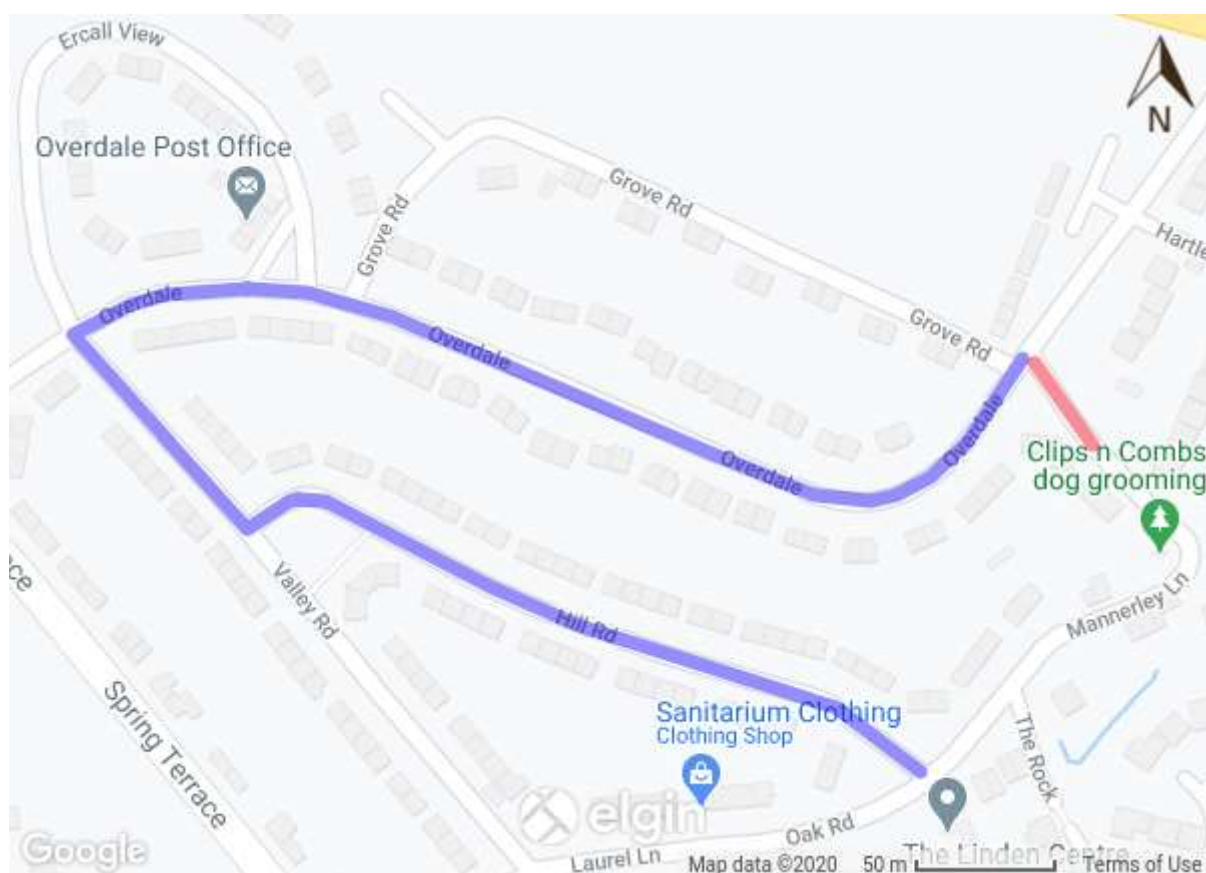 Ercall View
N
Overdale Post Office
Grove Rd
Grove Rd
Hartle
Overdale
Grove Rd
Overdale
Overdale
Overdale
Clips n Combs
dog grooming
ce
Valley Rd
Hill Rd
Mannerley Ln
Spring Terrace
Sanitarium Clothing
Clothing Shop
The Rock
elgin
Oak Rd
Google
Laurel Ln
The Linden Centre
Map data ©2020
50 m
Terms of Use